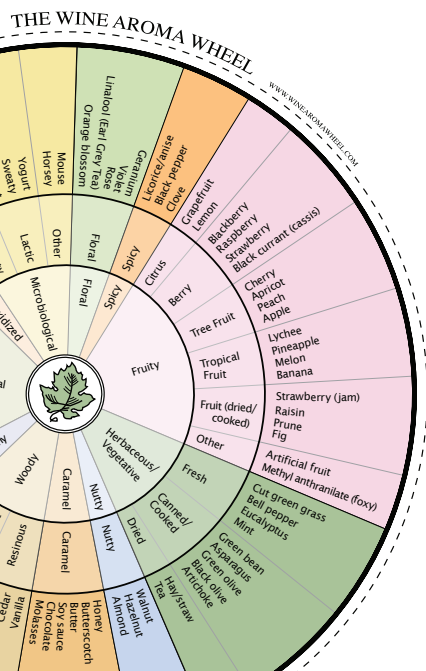 THE WINE AROMA WHEEL
WWW.WINEAROMAWHEEL.COM
Yogurt
Sweaty
Mouse
Horsey
Linalool (Earl Grey Tea)
Orange blossom
Rose
Violet
Geranium
Licorice/anise
Black pepper
Clove
Grapefruit
Lemon
Blackberry
Raspberry
Strawberry
Black currant (cassis)
Cherry
Apricot
Peach
Apple
Lychee
Pineapple
Melon
Banana
Strawberry (jam)
Raisin
Prune
Fig
Artificial fruit
Methyl anthranilate (foxy)
Cut green grass
Bell pepper
Eucalyptus
Mint
Green bean
Asparagus
Green olive
Black olive
Artichoke
Hay/straw
Tea
Walnut
Hazelnut
Almond
Honey
Butterscotch
Butter
Soy sauce
Chocolate
Molasses
Vanilla
Cedar
Lactic
Other
Floral
Spicy
Citrus
Berry
Tree Fruit
Tropical
Fruit
Fruit (dried/
cooked)
Other
Fresh
Canned/
Cooked
Dried
Nutty
Caramel
Resinous
Microbiological
Floral
Spicy
Fruity
Herbaceous/
Vegetative
Nutty
Caramel
Woody